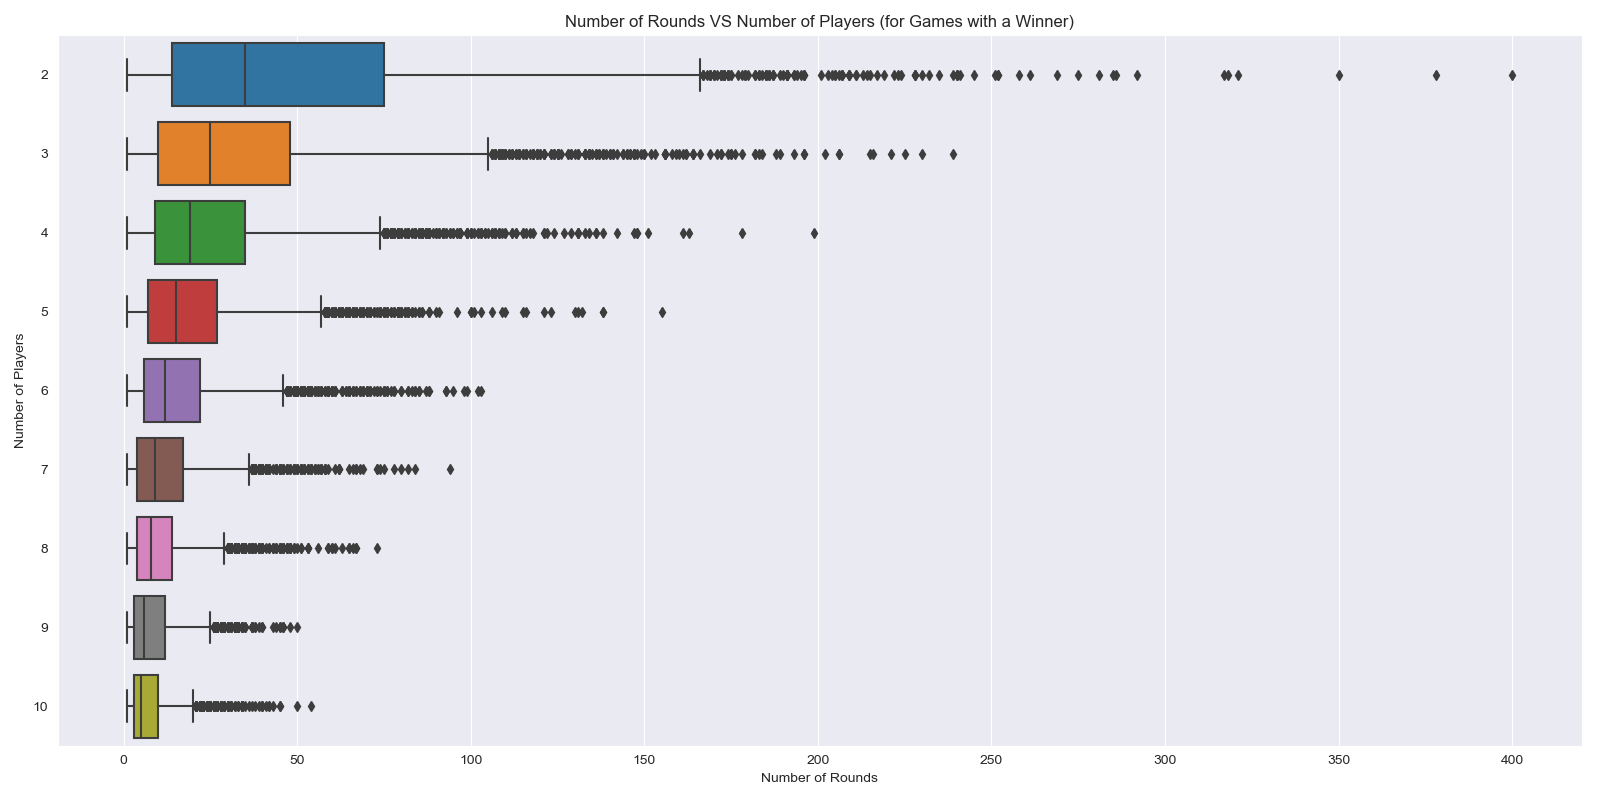 Number of Rounds VS Number of Players (for Games with a Winner)
Number of Players
2
3
4
5
6
7
8
9
10
0 50 100 150 200 250 300 350 400
Number of Rounds